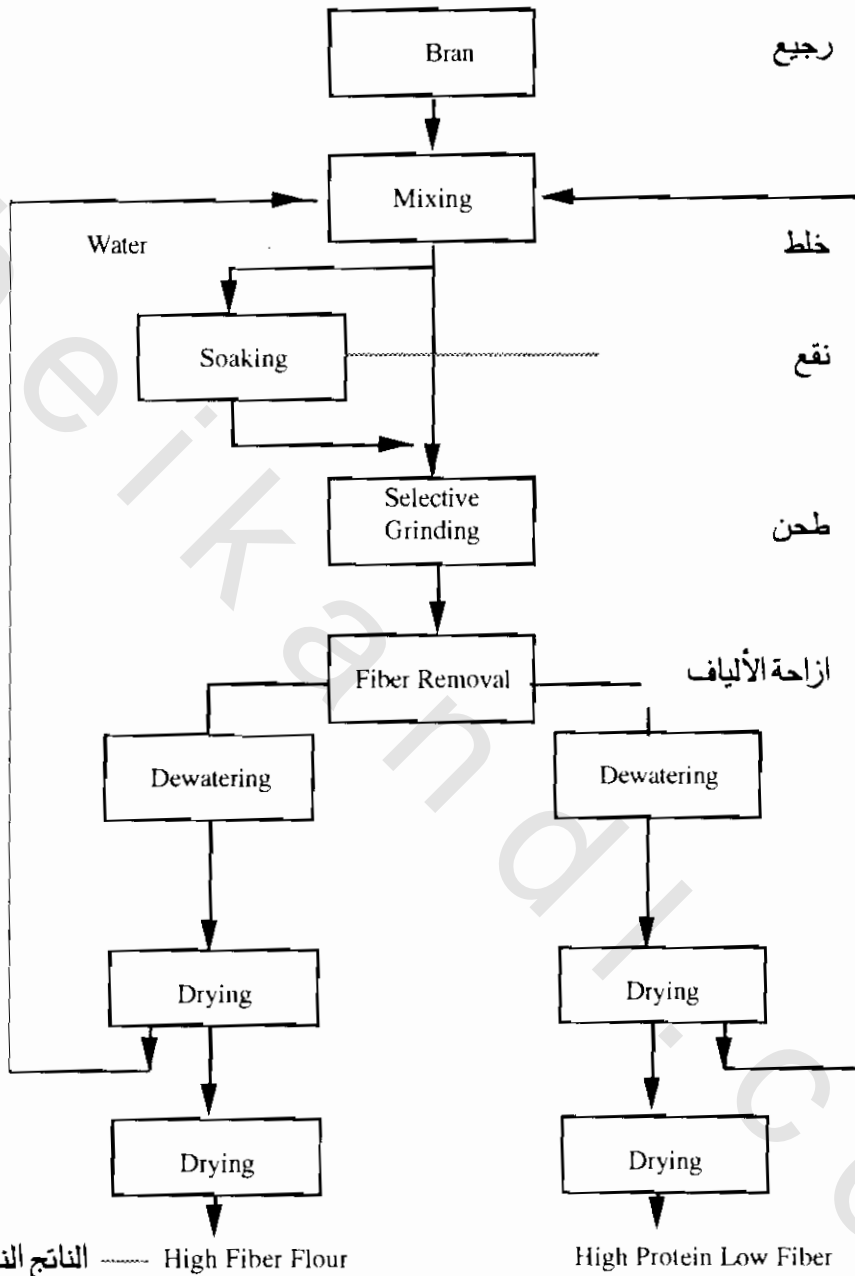 Bran
رجيع
Mixing
Water
خلط
Soaking
نقع
Selective
Grinding
طحن
Fiber Removal
ازاحة الألياف
Dewatering
Dewatering
Drying
Drying
Drying
Drying
الناتج
High Fiber Flour
High Protein Low Fiber